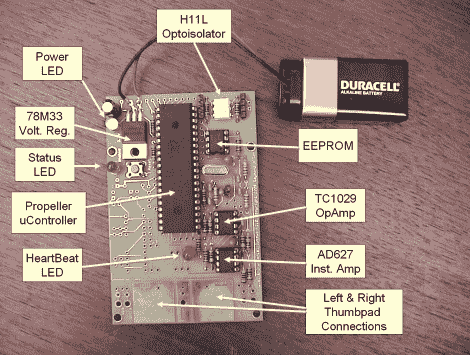 H11L
Optoisolator
Power
LED
DURACELL
ALKALINE BATTERY
78M33
Volt. Reg.
EEPROM
Status
LED
Propeller
uController
TC1029
OpAmp
HeartBeat
LED
AD627
Inst. Amp
Left & Right
Thumbpad
Connections